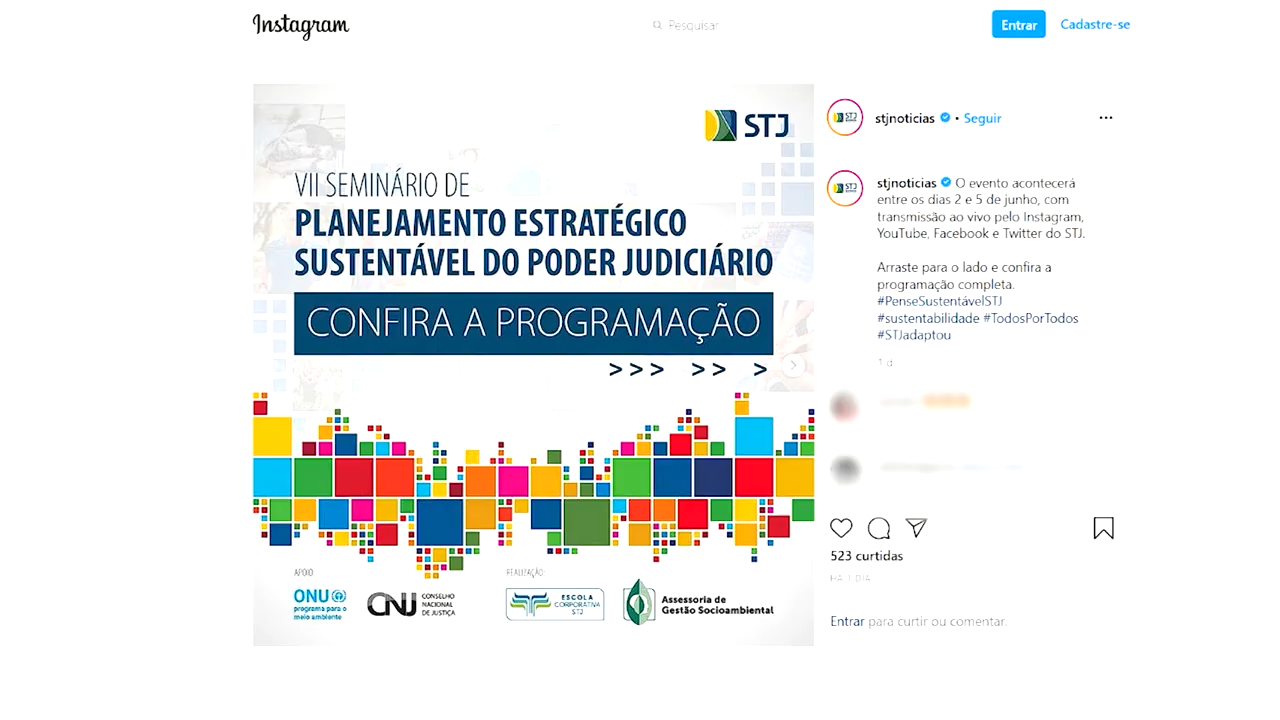 Instagram
Pesquisar
Entrar
Cadastre-se
STJ
VII SEMINÁRIO DE
PLANEJAMENTO ESTRATÉGICO
SUSTENTÁVEL DO PODER JUDICIÁRIO
CONFIRA A PROGRAMAÇÃO
>>> >> >
APOIO
ONU
programa para o
meio ambiente
CNJ
CONSELHO
NACIONAL
DE JUSTIÇA
REALIZAÇÃO:
ESCOLA
CORPORATIVA
STJ
Assessoria de
Gestão Socioambiental
STJ
stjnoticias • Seguir
STJ
stjnoticias O evento acontecerá
entre os dias 2 e 5 de junho, com
transmissão ao vivo pelo Instagram,
YouTube, Facebook e Twitter do STJ.
Arraste para o lado e confira a
programação completa.
#PenseSustentávelSTJ
#sustentabilidade #TodosPorTodos
#STJadaptou
1 d
523 curtidas
HÁ 1 DIA
Entrar para curtir ou comentar.